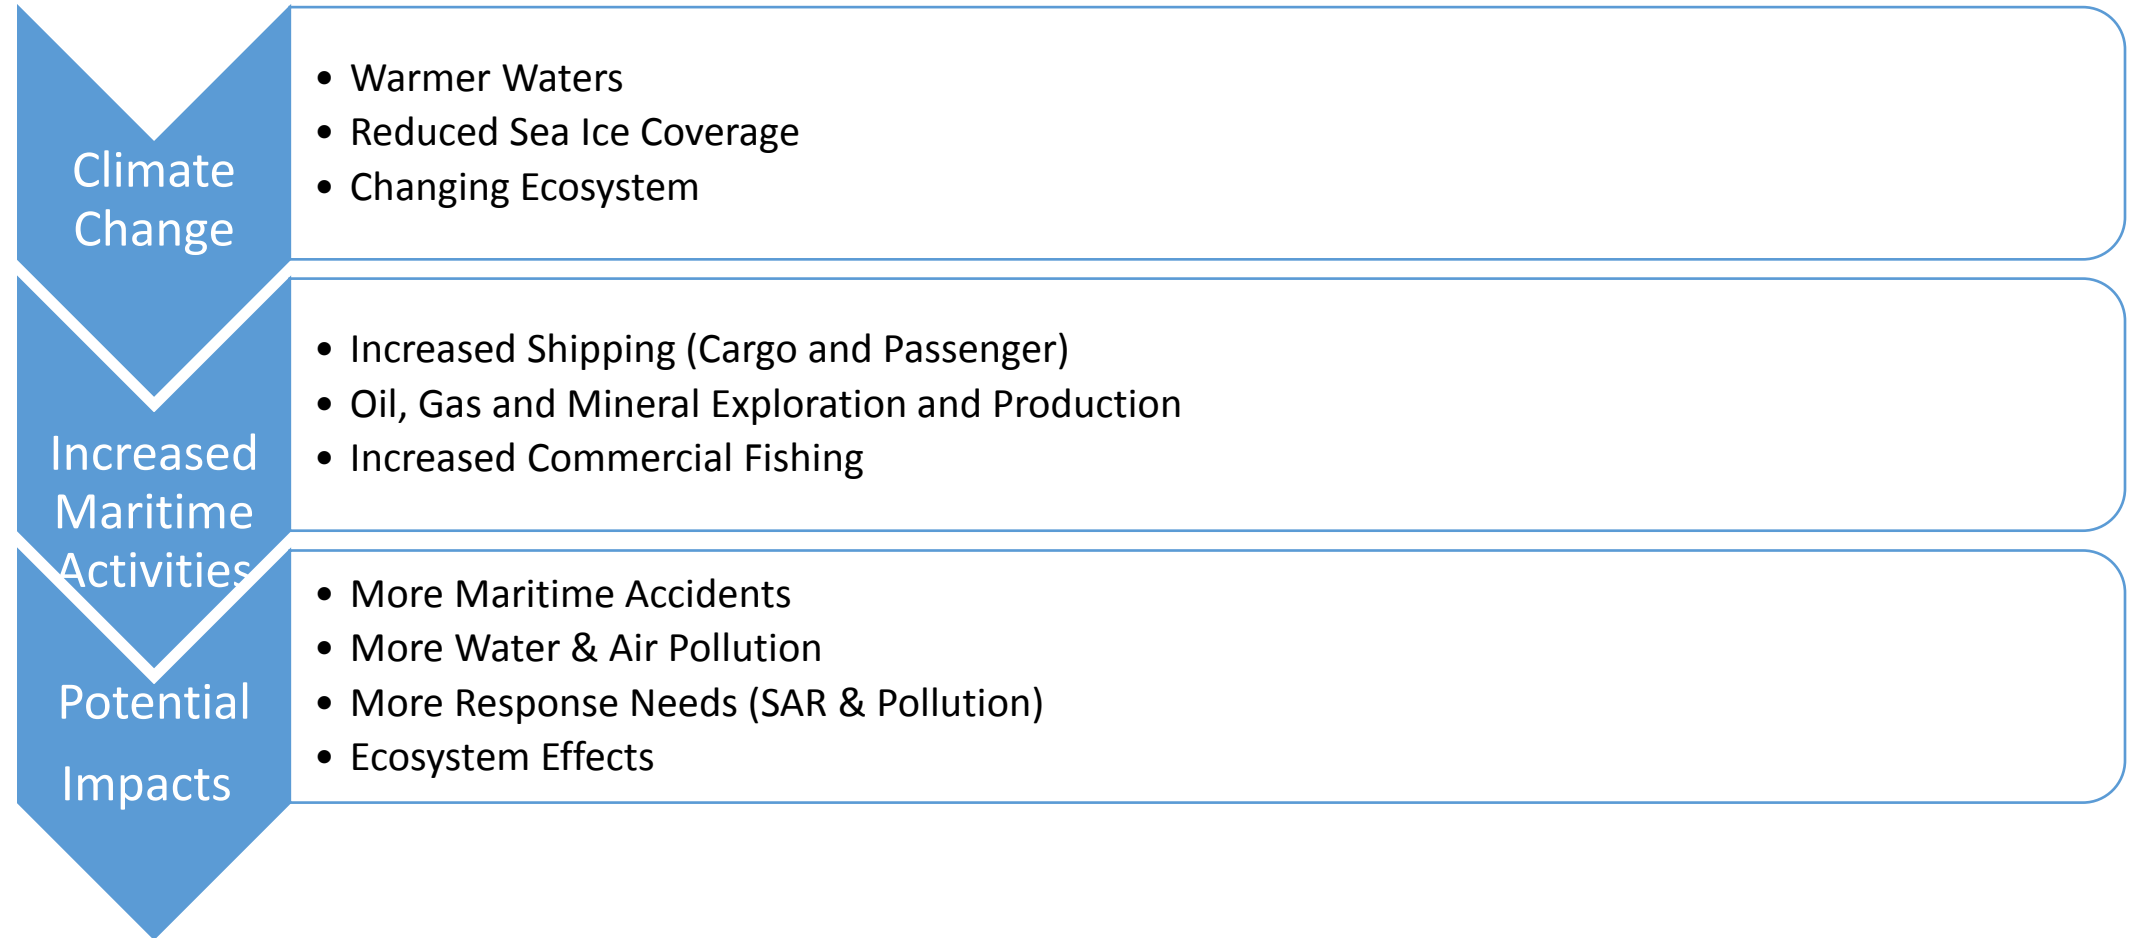 Climate
Change
• Warmer Waters
• Reduced Sea Ice Coverage
• Changing Ecosystem
Increased
Maritime
Activities
• Increased Shipping (Cargo and Passenger)
• Oil, Gas and Mineral Exploration and Production
• Increased Commercial Fishing
Potential
Impacts
• More Maritime Accidents
• More Water & Air Pollution
• More Response Needs (SAR & Pollution)
• Ecosystem Effects